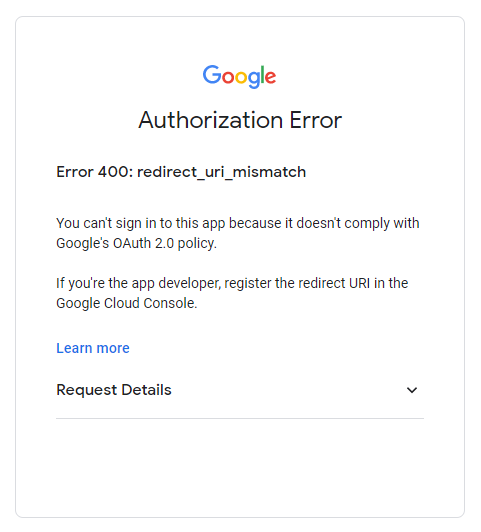 Google
Authorization Error
Error 400: redirect_uri_mismatch
You can't sign in to this app because it doesn't comply with
Google's OAuth 2.0 policy.
If you're the app developer, register the redirect URI in the
Google Cloud Console.
Learn more
Request Details